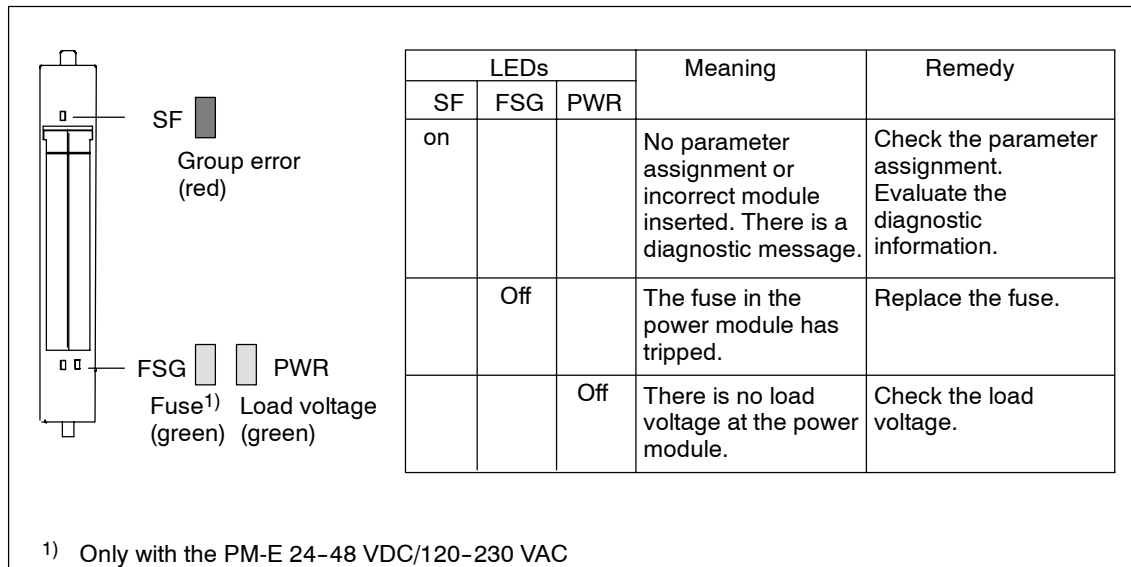 SF
Group error
(red)
FSG
PWR
Fuse1)
(green)
Load voltage
(green)
LEDs
Meaning
Remedy
SF
FSG
PWR
on
No parameter
assignment or
incorrect module
inserted. There is a
diagnostic message.
Check the parameter
assignment.
Evaluate the
diagnostic
information.
Off
The fuse in the
power module has
tripped.
Replace the fuse.
Off
There is no load
voltage at the power
module.
Check the load
voltage.
1) Only with the PM-E 24-48 VDC/120-230 VAC